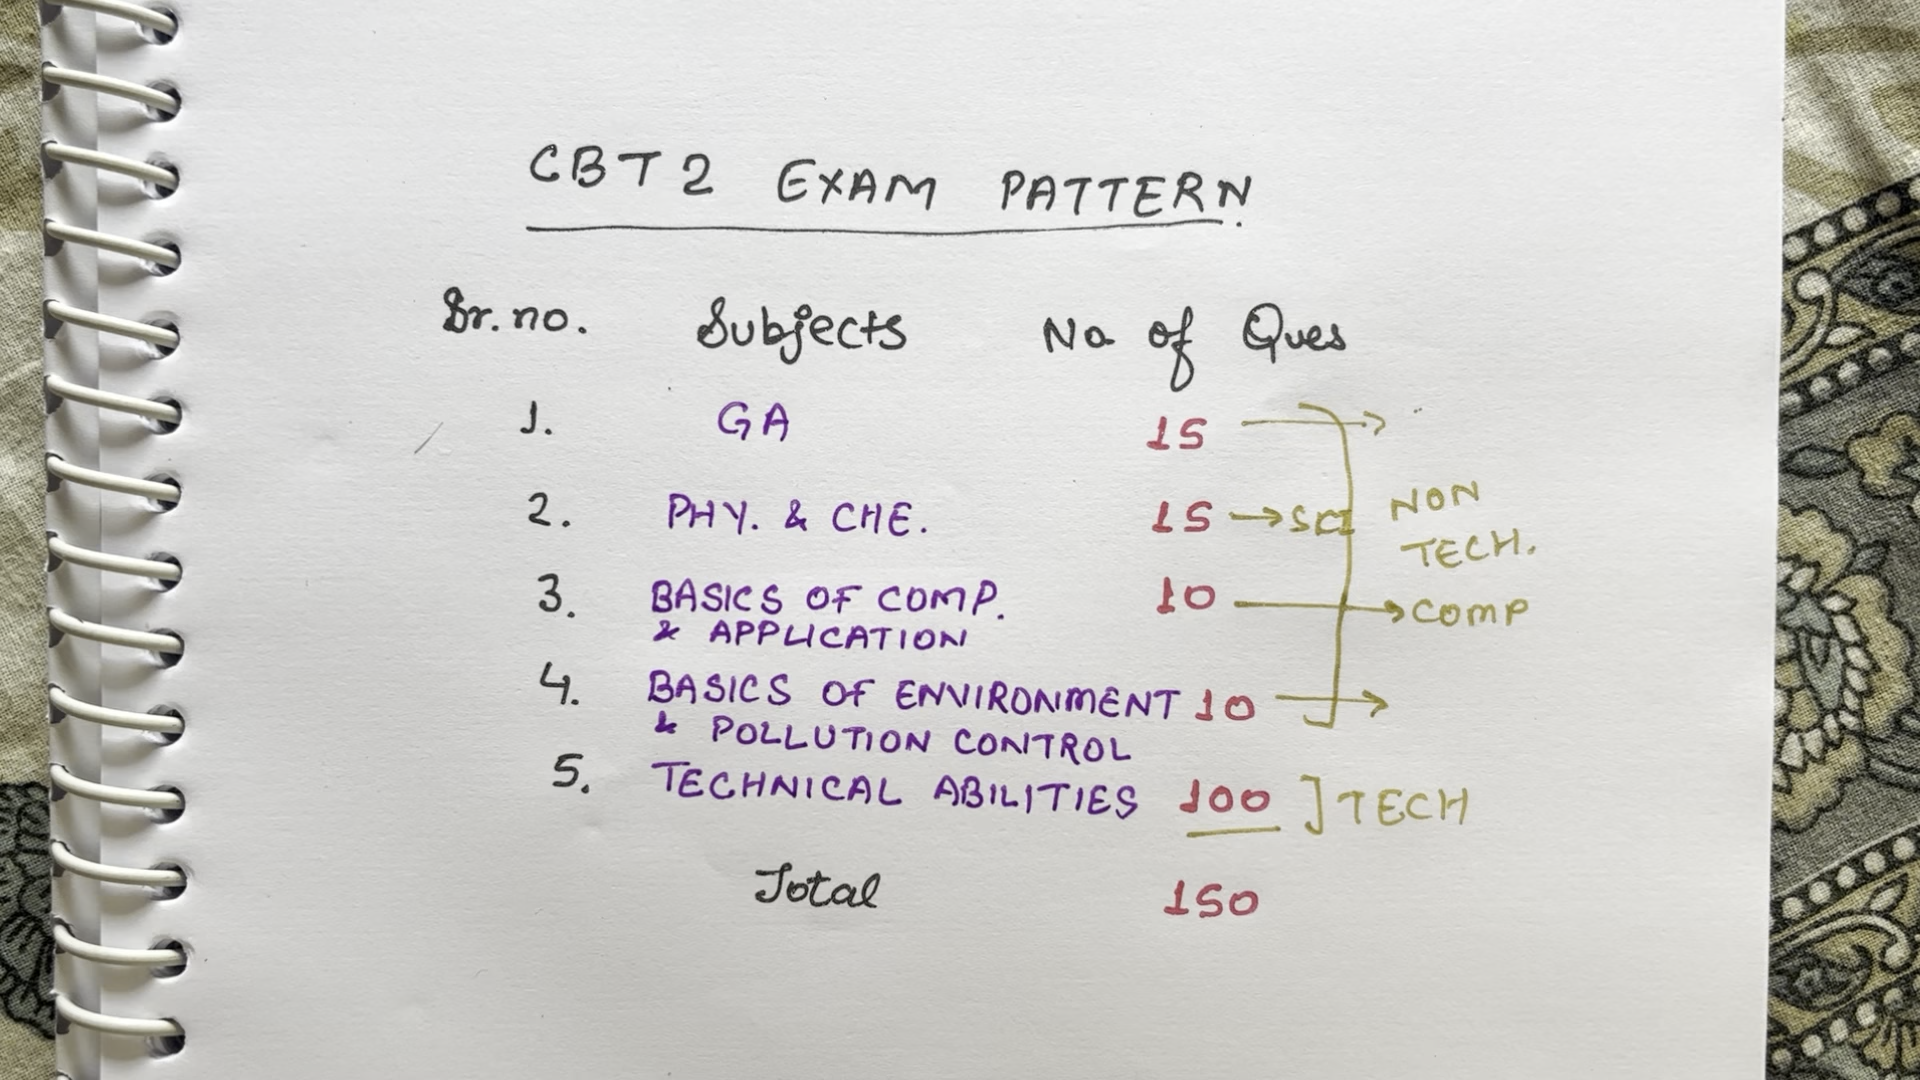 CBT 2 EXAM PATTERN.
Sr. no. Subjects No. of Ques
1. GA 15 →
2. PHY. & CHE. 15 → SCI
NON
TECH.
3. BASICS OF COMP. 10 → COMP
& APPLICATION
4. BASICS OF ENVIRONMENT 10 →
& POLLUTION CONTROL
5. TECHNICAL ABILITIES 100 ] TECH
Total 150